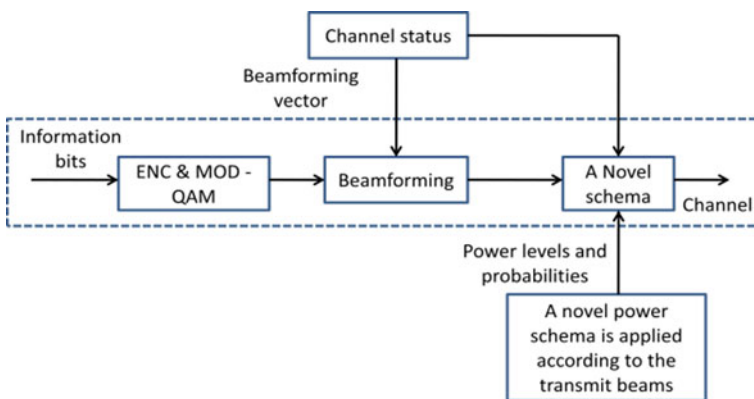 Channel status
Beamforming
vector
Information
bits
ENC & MOD -
QAM
Beamforming
A Novel
schema
Channel
Power levels and
probabilities
A novel power
schema is applied
according to the
transmit beams